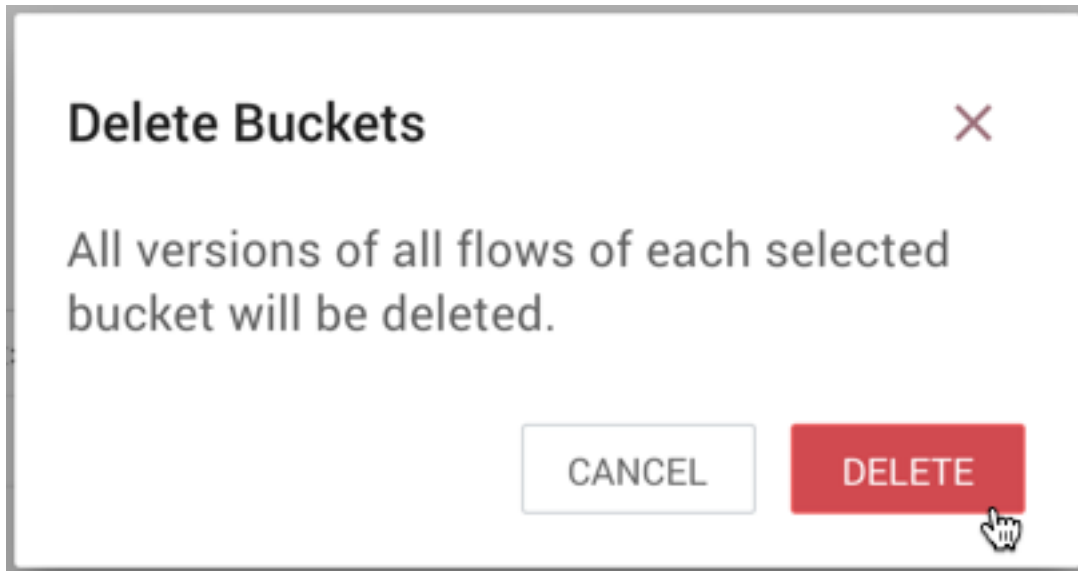 Delete Buckets
All versions of all flows of each selected
bucket will be deleted.
CANCEL DELETE